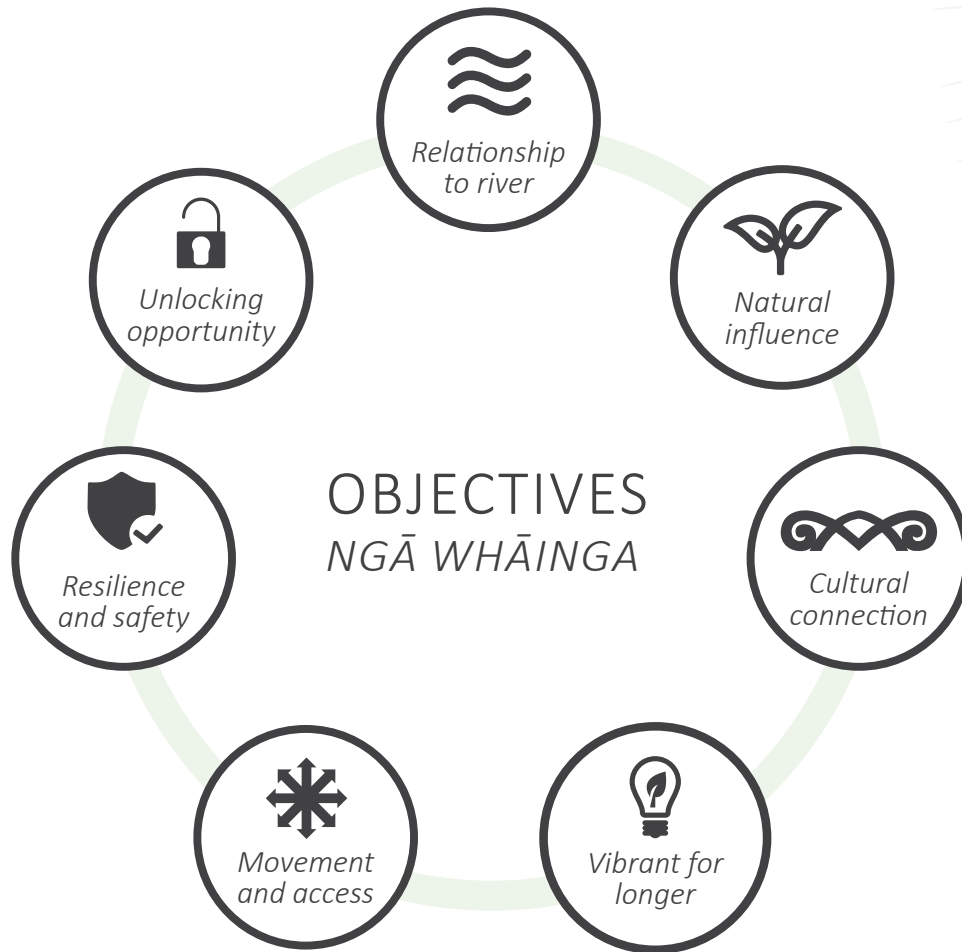 Relationship
to river
Natural
influence
Cultural
connection
Vibrant for
longer
Movement
and access
Resilience
and safety
Unlocking
opportunity
OBJECTIVES
NGĀ WHĀINGA